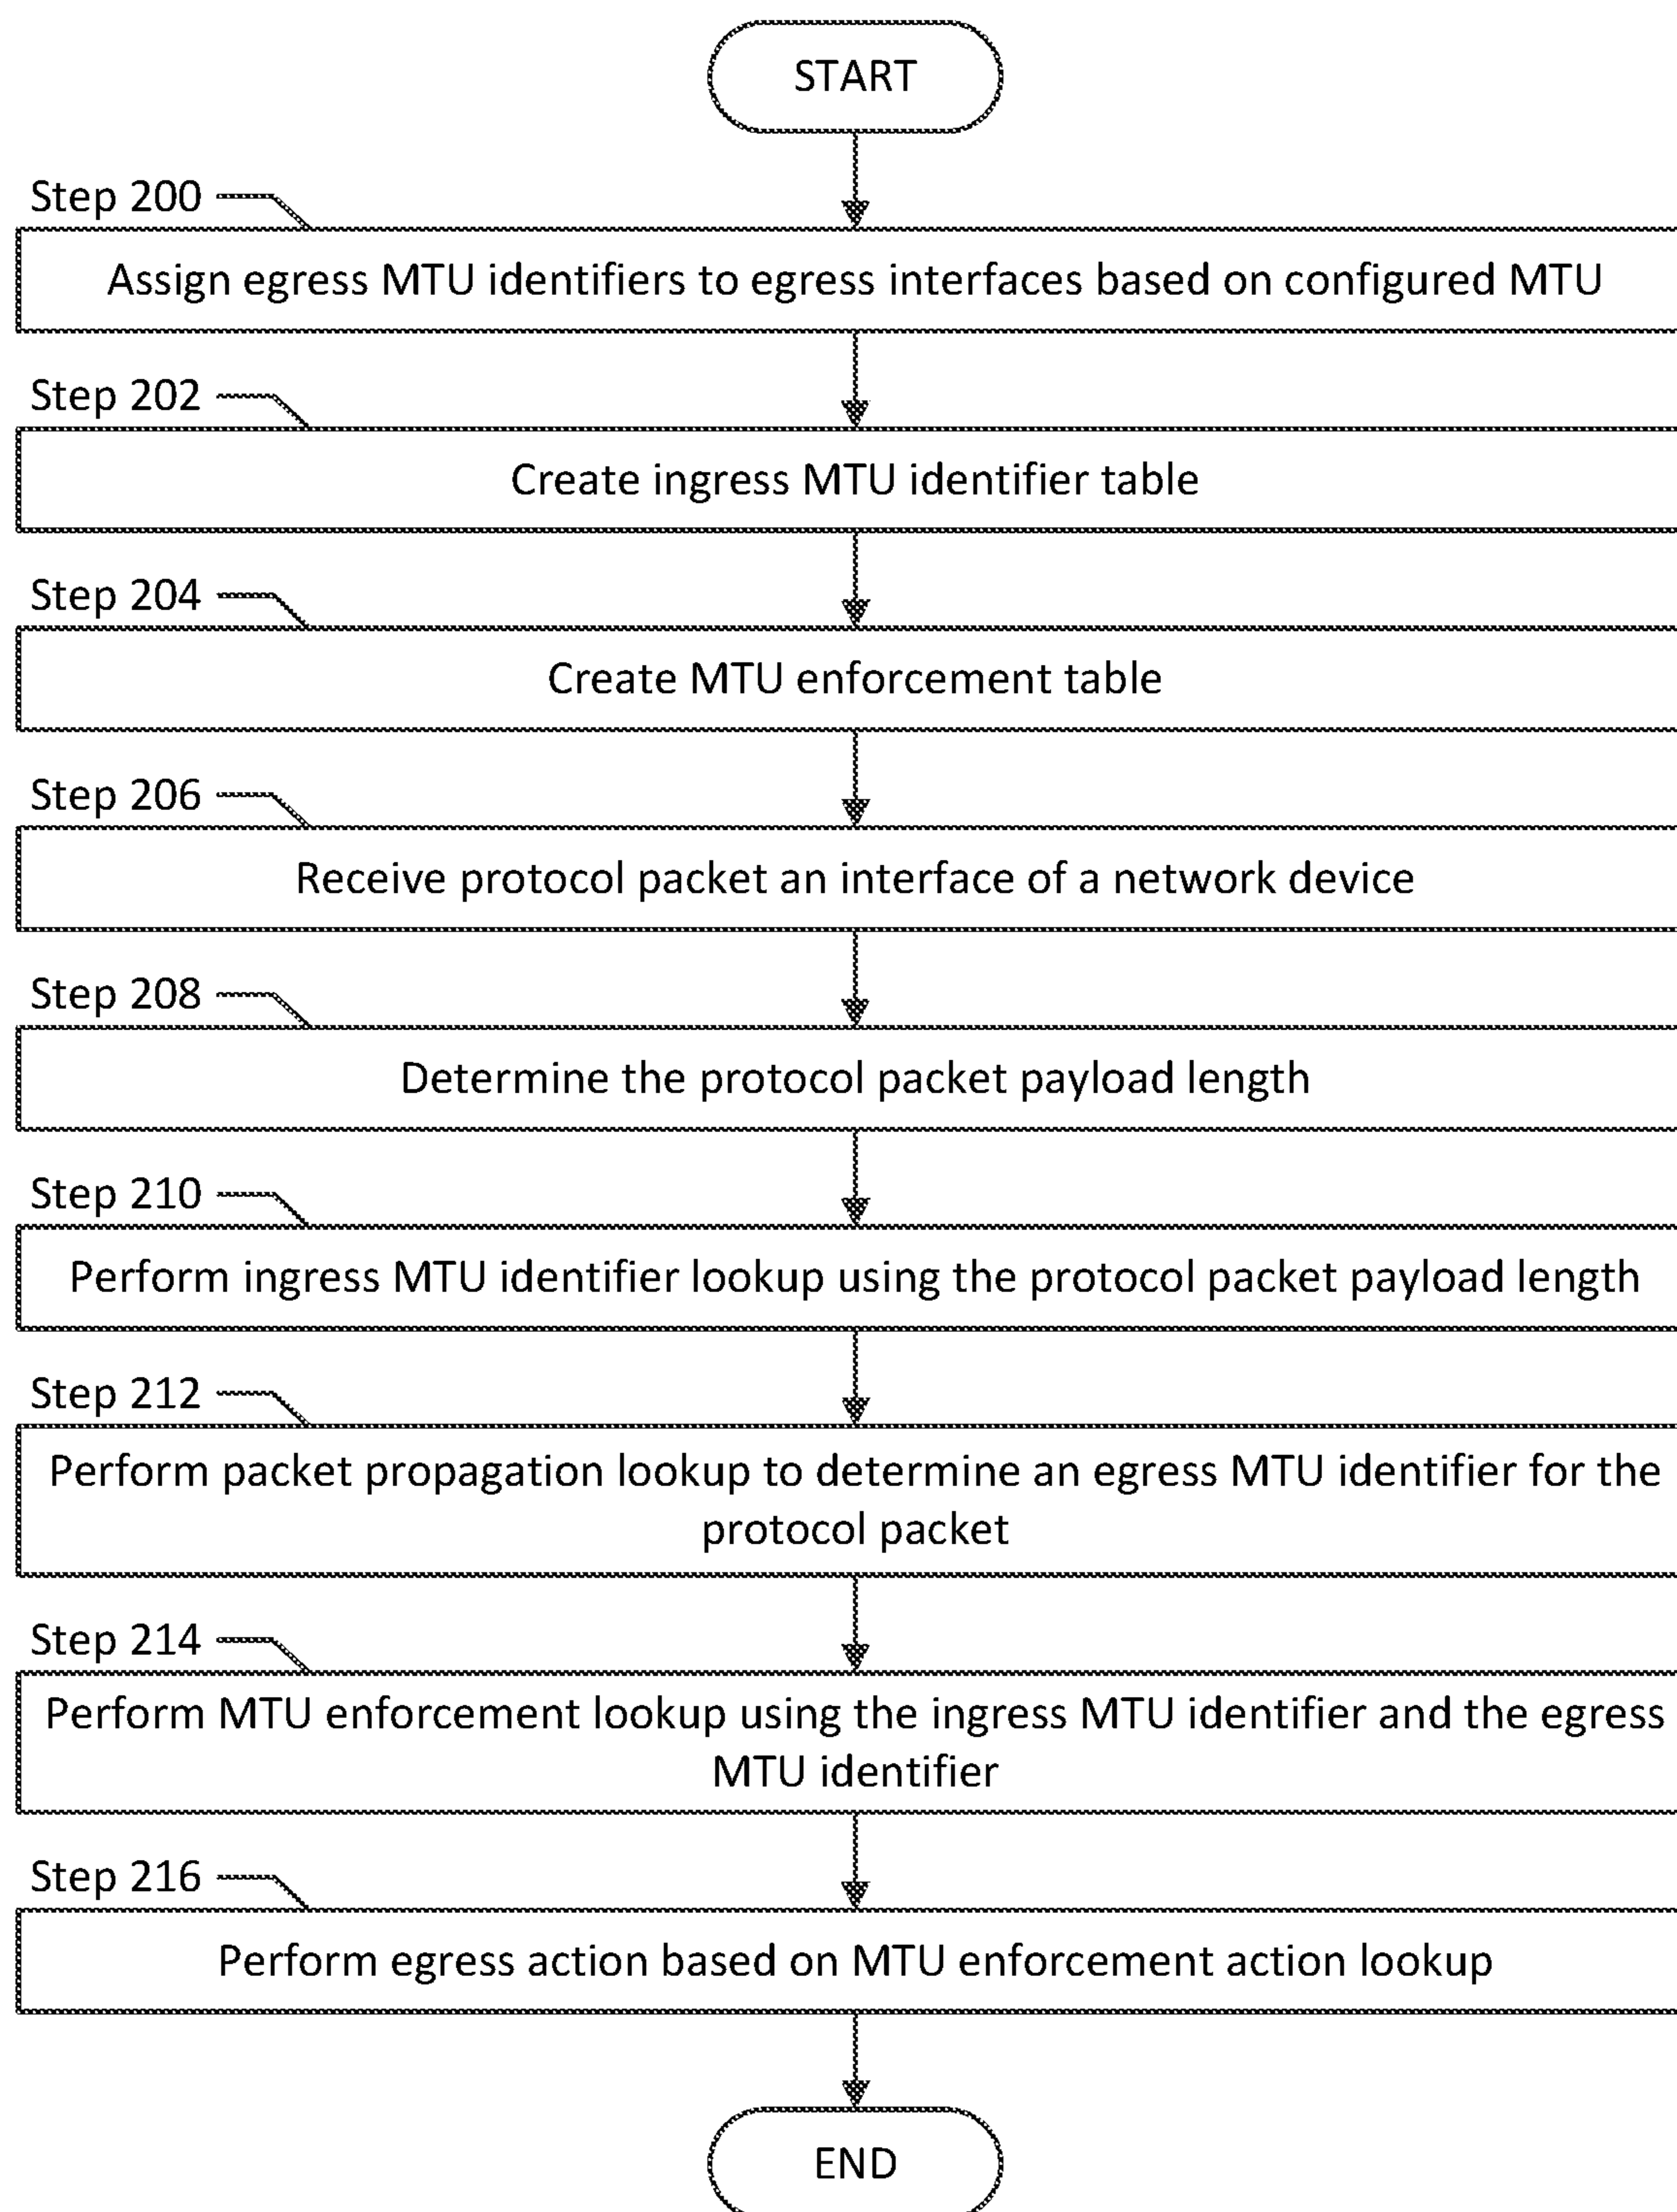 START
Step 200
Assign egress MTU identifiers to egress interfaces based on configured MTU
Step 202
Create ingress MTU identifier table
Step 204
Create MTU enforcement table
Step 206
Receive protocol packet an interface of a network device
Step 208
Determine the protocol packet payload length
Step 210
Perform ingress MTU identifier lookup using the protocol packet payload length
Step 212
Perform packet propagation lookup to determine an egress MTU identifier for the
protocol packet
Step 214
Perform MTU enforcement lookup using the ingress MTU identifier and the egress
MTU identifier
Step 216
Perform egress action based on MTU enforcement action lookup
END